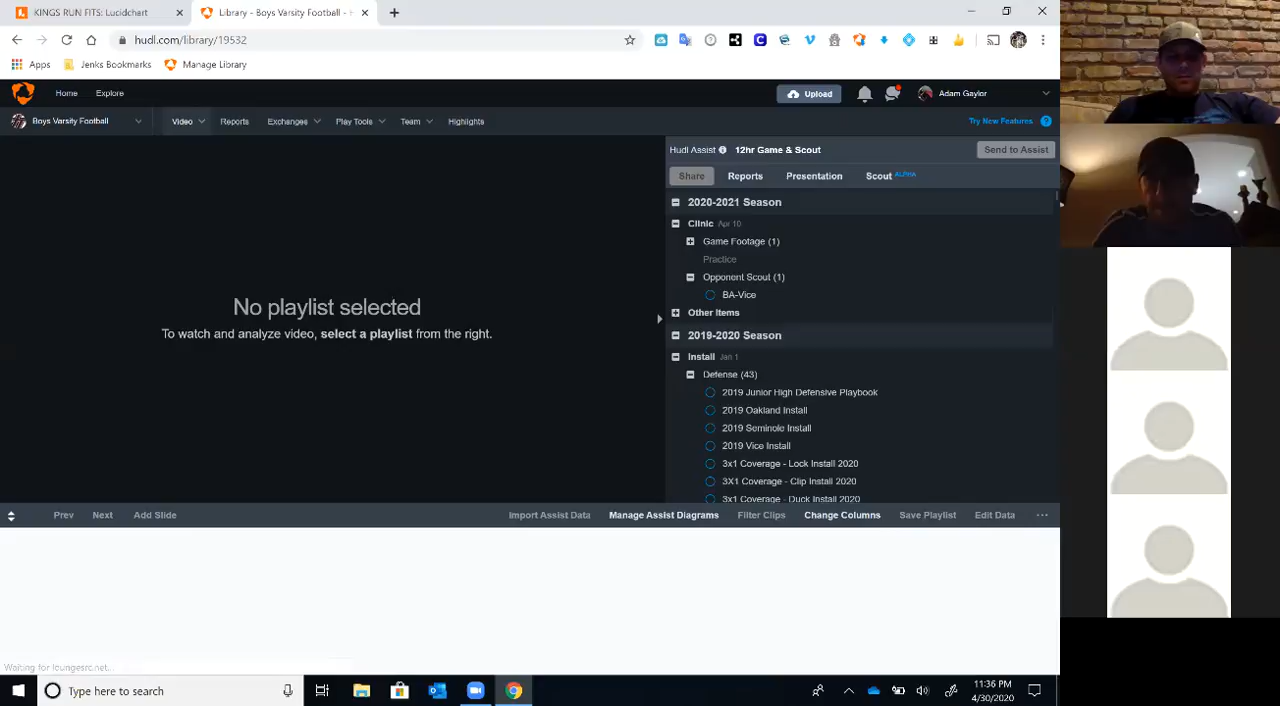 KINGS RUN FITS: Lucidchart
Library - Boys Varsity Football - H
hudl.com/library/19532
Apps
Jenks Bookmarks
Manage Library
Home
Explore
Upload
Adam Gaylor
Boys Varsity Football
Video
Reports
Exchanges
Play Tools
Team
Highlights
Try New Features
Hudl Assist
12hr Game & Scout
Send to Assist
Share
Reports
Presentation
Scout ALPHA
2020-2021 Season
Clinic Apr 10
Game Footage (1)
Practice
Opponent Scout (1)
BA-Vice
Other Items
2019-2020 Season
Install Jan 1
Defense (43)
2019 Junior High Defensive Playbook
2019 Oakland Install
2019 Seminole Install
2019 Vice Install
3x1 Coverage - Lock Install 2020
3X1 Coverage - Clip Install 2020
3x1 Coverage - Duck Install 2020
No playlist selected
To watch and analyze video, select a playlist from the right.
Prev
Next
Add Slide
Import Assist Data
Manage Assist Diagrams
Filter Clips
Change Columns
Save Playlist
Edit Data
Waiting for loungesrc.net...
Type here to search
11:36 PM
4/30/2020